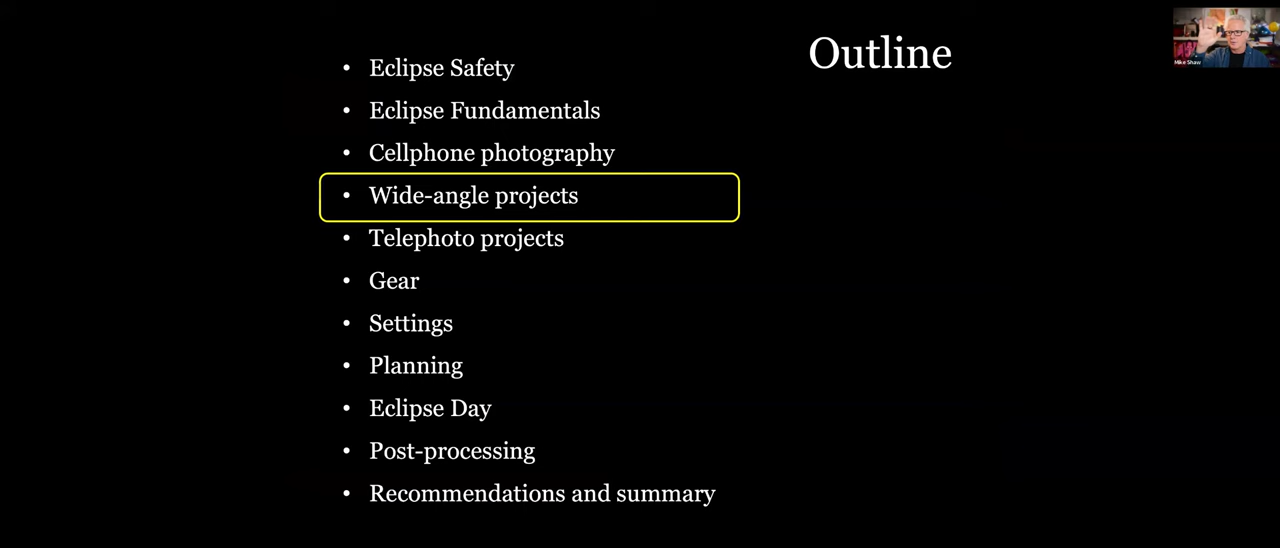 Outline
• Eclipse Safety
• Eclipse Fundamentals
• Cellphone photography
• Wide-angle projects
• Telephoto projects
• Gear
• Settings
• Planning
• Eclipse Day
• Post-processing
• Recommendations and summary
Mike Shaw